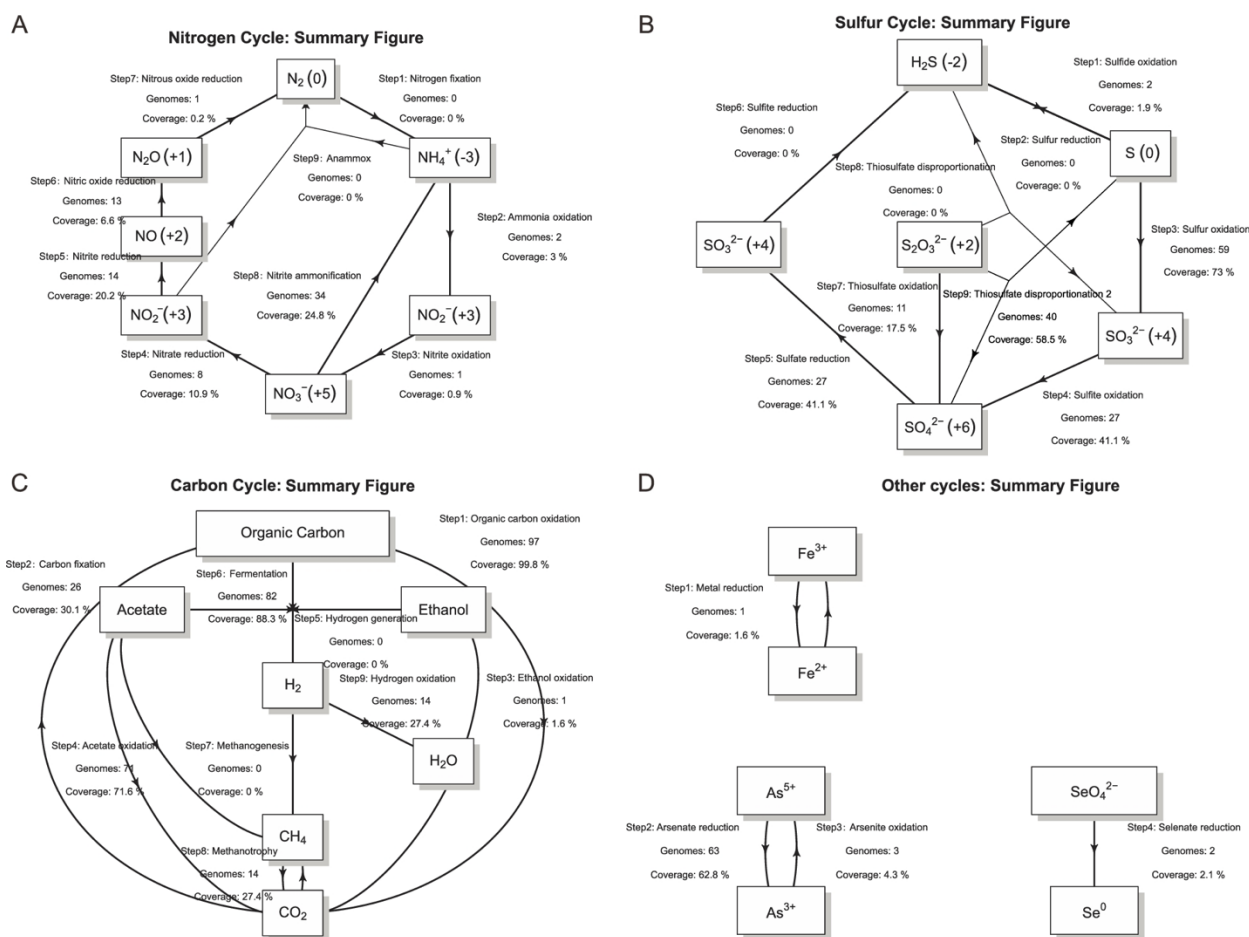 A
Nitrogen Cycle: Summary Figure
N₂ (0)
Step7: Nitrous oxide reduction
Genomes: 1
Coverage: 0.2 %
Step1: Nitrogen fixation
Genomes: 0
Coverage: 0 %
N₂O (+1)
NH₄⁺ (-3)
Step9: Anammox
Genomes: 0
Coverage: 0 %
Step6: Nitric oxide reduction
Genomes: 13
Coverage: 6.6 %
NO (+2)
Step2: Ammonia oxidation
Genomes: 2
Coverage: 3 %
Step5: Nitrite reduction
Genomes: 14
Coverage: 20.2 %
Step8: Nitrite ammonification
Genomes: 34
Coverage: 24.8 %
NO₂⁻ (+3)
NO₂⁻ (+3)
Step4: Nitrate reduction
Genomes: 8
Coverage: 10.9 %
Step3: Nitrite oxidation
Genomes: 1
Coverage: 0.9 %
NO₃⁻ (+5)
B
Sulfur Cycle: Summary Figure
H₂S (-2)
Step1: Sulfide oxidation
Genomes: 2
Coverage: 1.9 %
Step6: Sulfite reduction
Genomes: 0
Coverage: 0 %
Step2: Sulfur reduction
Genomes: 0
Coverage: 0 %
S (0)
Step8: Thiosulfate disproportionation
Genomes: 0
Coverage: 0 %
SO₃²⁻ (+4)
S₂O₃²⁻ (+2)
Step3: Sulfur oxidation
Genomes: 59
Coverage: 73 %
Step7: Thiosulfate oxidation
Genomes: 11
Coverage: 17.5 %
Step9: Thiosulfate disproportionation 2
Genomes: 40
Coverage: 58.5 %
SO₃²⁻ (+4)
Step5: Sulfate reduction
Genomes: 27
Coverage: 41.1 %
Step4: Sulfite oxidation
Genomes: 27
Coverage: 41.1 %
SO₄²⁻ (+6)
C
Carbon Cycle: Summary Figure
Organic Carbon
Step1: Organic carbon oxidation
Genomes: 97
Coverage: 99.8 %
Step2: Carbon fixation
Genomes: 26
Coverage: 30.1 %
Step6: Fermentation
Genomes: 82
Coverage: 88.3 %
Acetate
Ethanol
Step5: Hydrogen generation
Genomes: 0
Coverage: 0 %
H₂
Step9: Hydrogen oxidation
Genomes: 14
Coverage: 27.4 %
Step3: Ethanol oxidation
Genomes: 1
Coverage: 1.6 %
Step4: Acetate oxidation
Genomes: 71
Coverage: 71.6 %
Step7: Methanogenesis
Genomes: 0
Coverage: 0 %
H₂O
CH₄
Step8: Methanotrophy
Genomes: 14
Coverage: 27.4 %
CO₂
D
Other cycles: Summary Figure
Fe³⁺
Step1: Metal reduction
Genomes: 1
Coverage: 1.6 %
Fe²⁺
As⁵⁺
Step2: Arsenate reduction
Genomes: 63
Coverage: 62.8 %
Step3: Arsenite oxidation
Genomes: 3
Coverage: 4.3 %
As³⁺
SeO₄²⁻
Step4: Selenate reduction
Genomes: 2
Coverage: 2.1 %
Se⁰